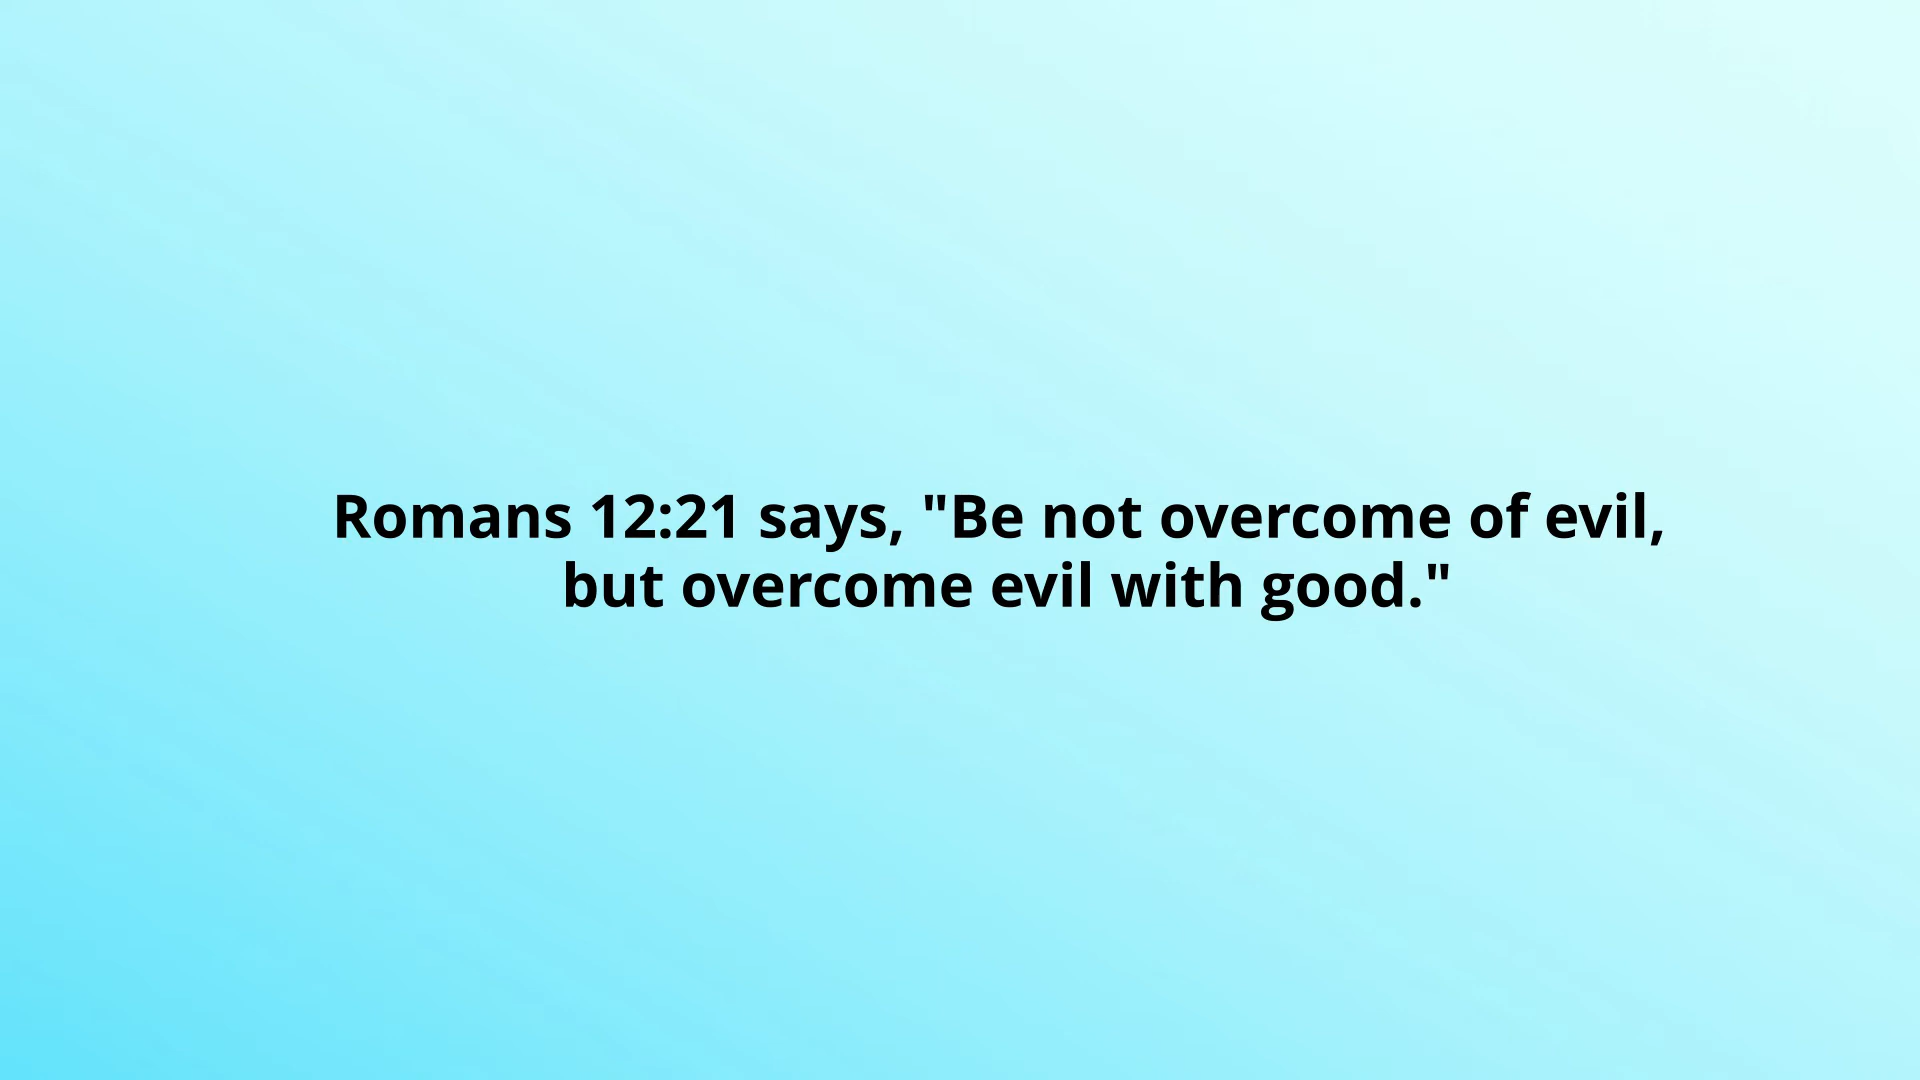 Romans 12:21 says, "Be not overcome of evil,
but overcome evil with good."